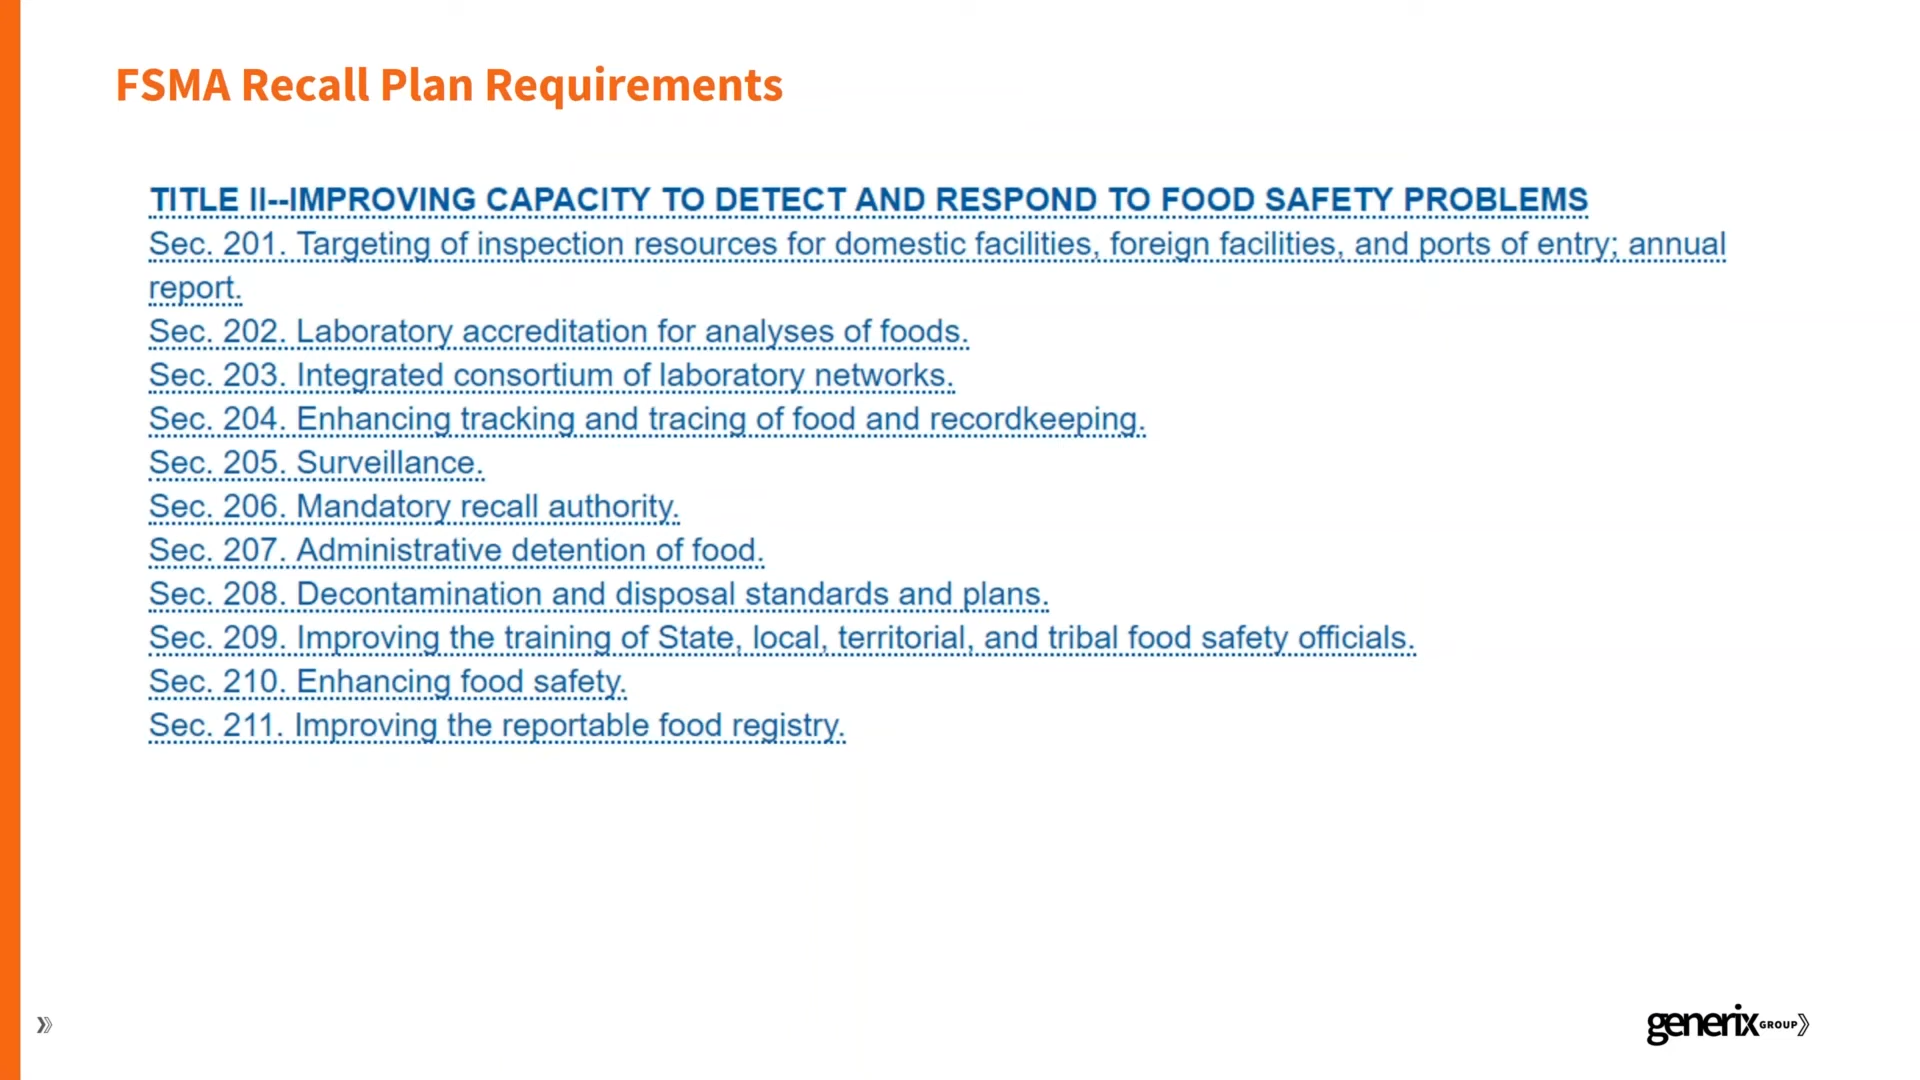 FSMA Recall Plan Requirements
TITLE II--IMPROVING CAPACITY TO DETECT AND RESPOND TO FOOD SAFETY PROBLEMS
Sec. 201. Targeting of inspection resources for domestic facilities, foreign facilities, and ports of entry; annual
report.
Sec. 202. Laboratory accreditation for analyses of foods.
Sec. 203. Integrated consortium of laboratory networks.
Sec. 204. Enhancing tracking and tracing of food and recordkeeping.
Sec. 205. Surveillance.
Sec. 206. Mandatory recall authority.
Sec. 207. Administrative detention of food.
Sec. 208. Decontamination and disposal standards and plans.
Sec. 209. Improving the training of State, local, territorial, and tribal food safety officials.
Sec. 210. Enhancing food safety.
Sec. 211. Improving the reportable food registry.
generix GROUP